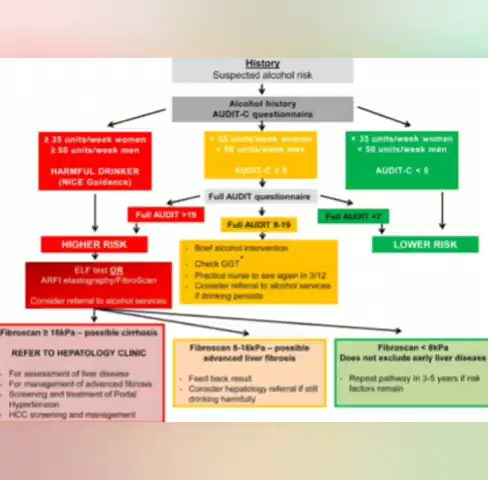 History
Suspected alcohol risk
Alcohol history
AUDIT-C questionnaire
≥ 35 units/week women
≥ 50 units/week men
HARMFUL DRINKER
(NICE Guidance)
< 35 units/week women
< 50 units/week men
AUDIT-C ≥ 5
< 35 units/week women
< 50 units/week men
AUDIT-C < 5
Full AUDIT questionnaire
Full AUDIT >19
Full AUDIT 8-19
Full AUDIT <7
HIGHER RISK
LOWER RISK
- Brief alcohol intervention
- Check GGT*
- Practice nurse to see again in 3/12
- Consider referral to alcohol services
if drinking persists
ELF test OR
ARFI elastography/FibroScan
Consider referral to alcohol services
Fibroscan ≥ 16kPa – possible cirrhosis
REFER TO HEPATOLOGY CLINIC
- For assessment of liver disease
- For management of advanced fibrosis
- Screening and treatment of Portal
Hypertension
- HCC screening and management
Fibroscan 8-16kPa – possible
advanced liver fibrosis
- Feed back result
- Consider hepatology referral if still
drinking harmfully
Fibroscan < 8kPa
Does not exclude early liver disease
- Repeat pathway in 3-5 years if risk
factors remain